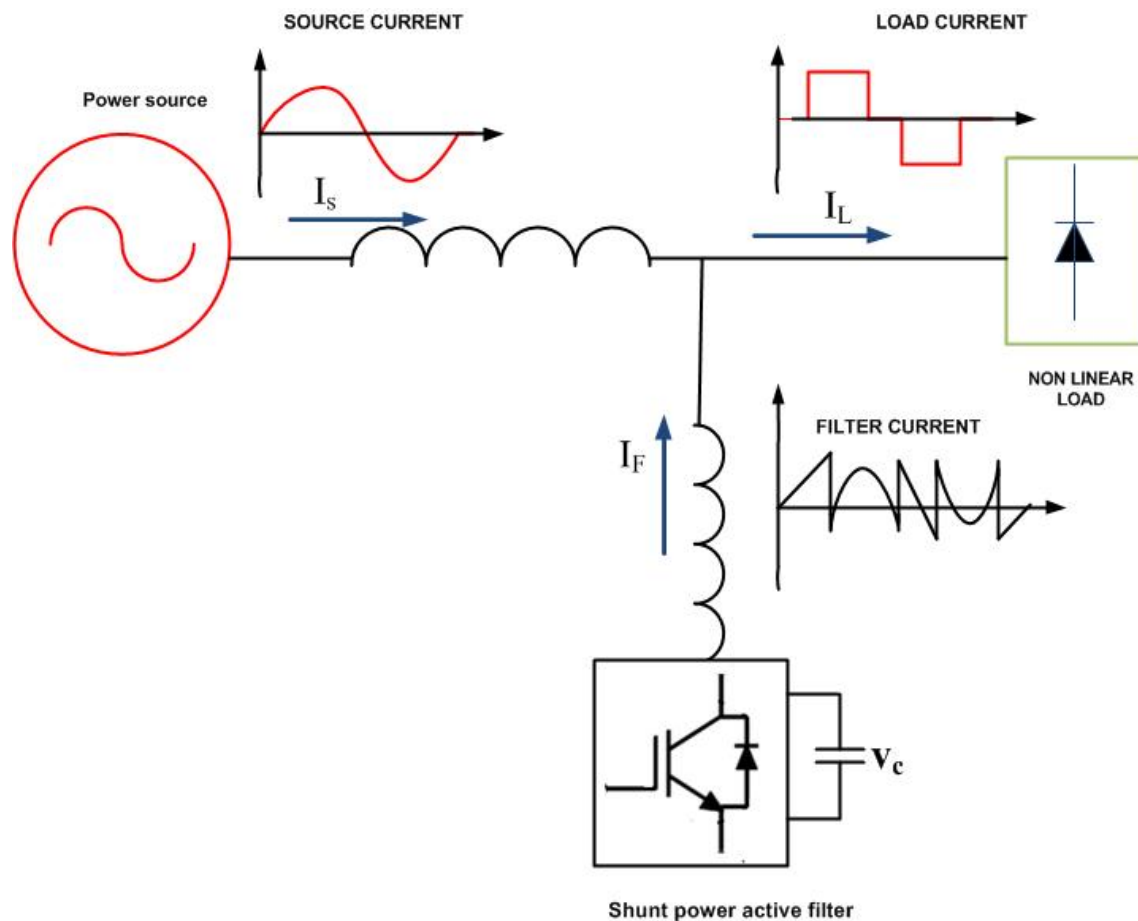 SOURCE CURRENT
LOAD CURRENT
Power source
Is
IL
NON LINEAR
LOAD
FILTER CURRENT
IF
vc
Shunt power active filter